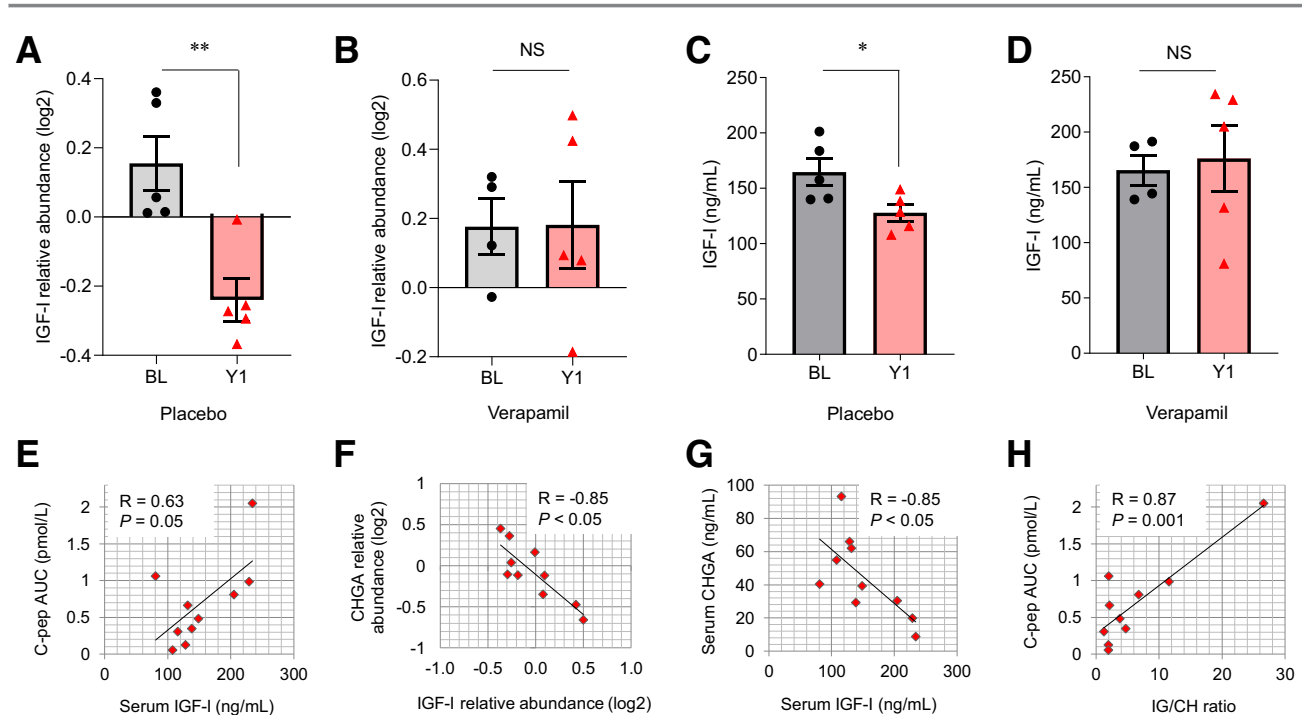 A
**
IGF-I relative abundance (log2)
0.4
0.2
0.0
-0.2
-0.4
BL
Y1
Placebo
B
NS
IGF-I relative abundance (log2)
0.6
0.4
0.2
0.0
-0.2
BL
Y1
Verapamil
C
*
IGF-I (ng/mL)
250
200
150
100
50
0
BL
Y1
Placebo
D
NS
IGF-I (ng/mL)
250
200
150
100
50
0
BL
Y1
Verapamil
E
R = 0.63
P = 0.05
C-pep AUC (pmol/L)
2
1.5
1
0.5
0
0
100
200
300
Serum IGF-I (ng/mL)
F
R = -0.85
P < 0.05
CHGA relative
abundance (log2)
1
0.5
0
-0.5
-1
-1.0
-0.5
0.0
0.5
1.0
IGF-I relative abundance (log2)
G
R = -0.85
P < 0.05
Serum CHGA (ng/mL)
100
80
60
40
20
0
0
100
200
300
Serum IGF-I (ng/mL)
H
R = 0.87
P = 0.001
C-pep AUC (pmol/L)
2
1.5
1
0.5
0
0
10
20
30
IG/CH ratio